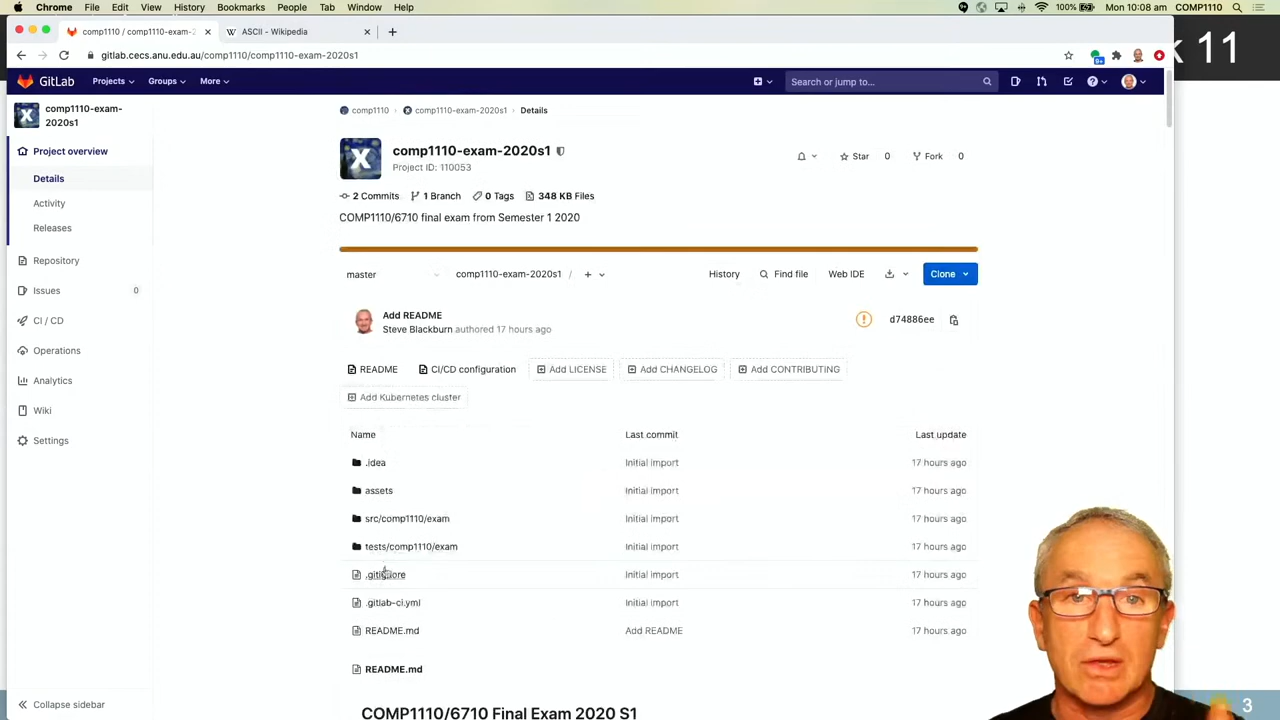 Chrome File Edit View History Bookmarks People Tab Window Help 100% Mon 10:08 am COMP1110
comp1110 / comp1110-exam-2 ASCII - Wikipedia
gitlab.cecs.anu.edu.au/comp1110/comp1110-exam-2020s1
k 11
GitLab Projects Groups More Search or jump to...
comp1110-exam-2020s1
comp1110 comp1110-exam-2020s1 Details
Project overview
Details
Activity
Releases
Repository
Issues 0
CI / CD
Operations
Analytics
Wiki
Settings
Collapse sidebar
comp1110-exam-2020s1
Project ID: 110053
Star 0 Fork 0
2 Commits 1 Branch 0 Tags 348 KB Files
COMP1110/6710 final exam from Semester 1 2020
master comp1110-exam-2020s1 / + History Find file Web IDE Clone
Add README
Steve Blackburn authored 17 hours ago
d74886ee
README CI/CD configuration Add LICENSE Add CHANGELOG Add CONTRIBUTING
Add Kubernetes cluster
Name Last commit Last update
.idea Initial import 17 hours ago
assets Initial import 17 hours ago
src/comp1110/exam Initial import 17 hours ago
tests/comp1110/exam Initial import 17 hours ago
.gitignore Initial import 17 hours ago
.gitlab-ci.yml Initial import 17 hours ago
README.md Add README 17 hours ago
README.md
COMP1110/6710 Final Exam 2020 S1
3